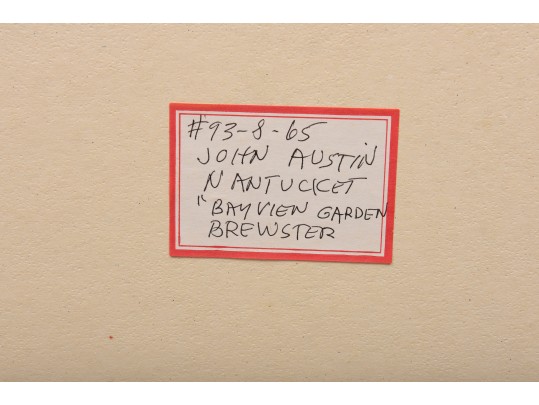 #93-8-65
JOHN AUSTIN
NANTUCKET
"BAYVIEW GARDEN
BREWSTER